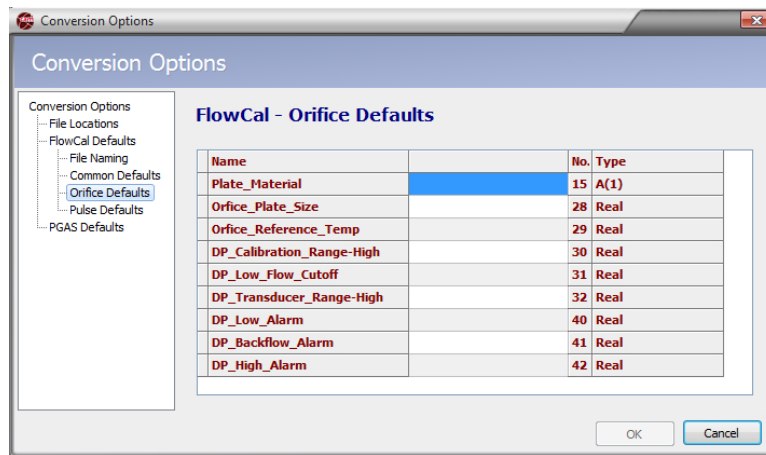 Conversion Options
Conversion Options
Conversion Options
File Locations
FlowCal Defaults
File Naming
Common Defaults
Orifice Defaults
Pulse Defaults
PGAS Defaults
FlowCal - Orifice Defaults
Name No. Type
Plate_Material 15 A(1)
Orfice_Plate_Size 28 Real
Orfice_Reference_Temp 29 Real
DP_Calibration_Range-High 30 Real
DP_Low_Flow_Cutoff 31 Real
DP_Transducer_Range-High 32 Real
DP_Low_Alarm 40 Real
DP_Backflow_Alarm 41 Real
DP_High_Alarm 42 Real
OK Cancel